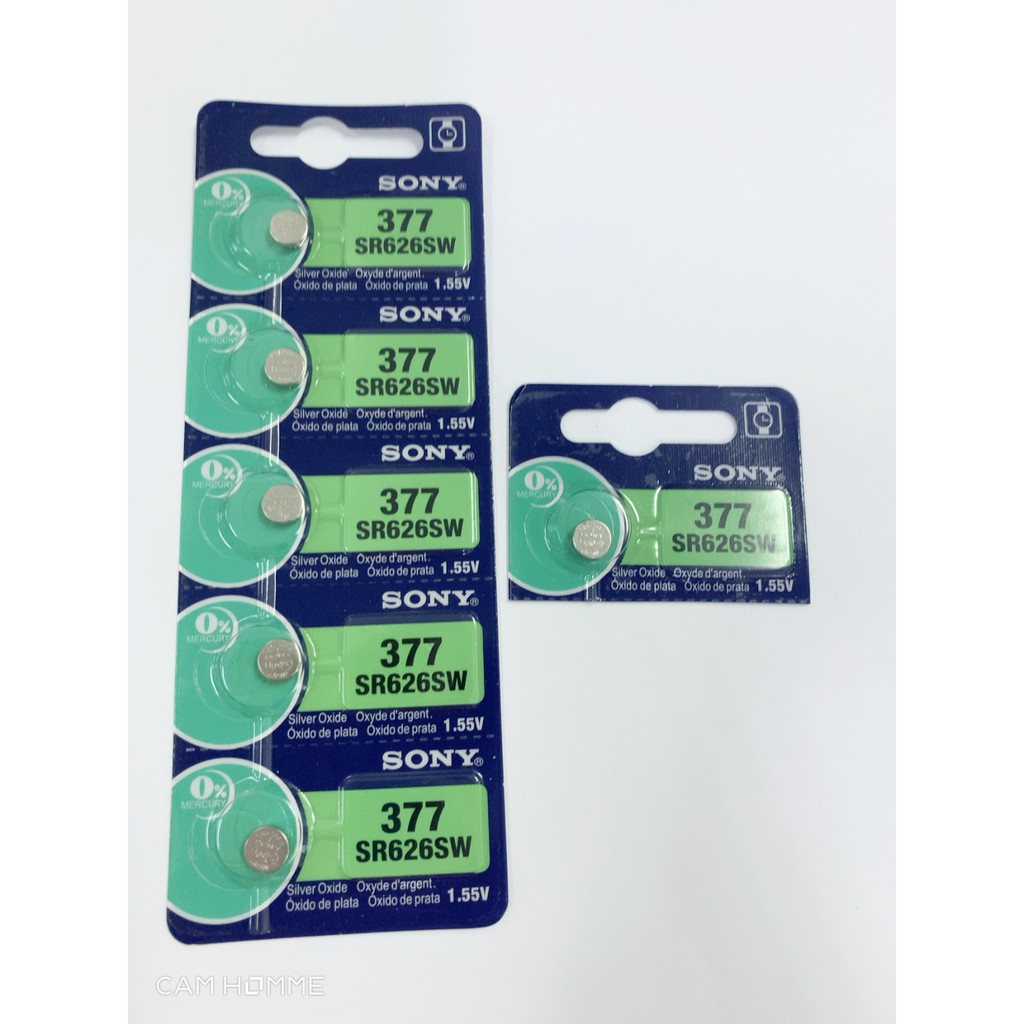 0%
MERCURY
SONY®
377
SR626SW
Silver Oxide Oxyde d'argent.
Óxido de plata Óxido de prata 1.55V
0%
MERCURY
SONY®
377
SR626SW
Silver Oxide Oxyde d'argent.
Óxido de plata Óxido de prata 1.55V
0%
MERCURY
SONY®
377
SR626SW
Silver Oxide Oxyde d'argent.
Óxido de plata Óxido de prata 1.55V
0%
MERCURY
SONY®
377
SR626SW
Silver Oxide Oxyde d'argent.
Óxido de plata Óxido de prata 1.55V
0%
MERCURY
SONY®
377
SR626SW
Silver Oxide Oxyde d'argent.
Óxido de plata Óxido de prata 1.55V
0%
MERCURY
SONY
377
SR626SW
Silver Oxide Oxyde d'argent.
Óxido de plata Óxido de prata 1.55V
CAM HOMME